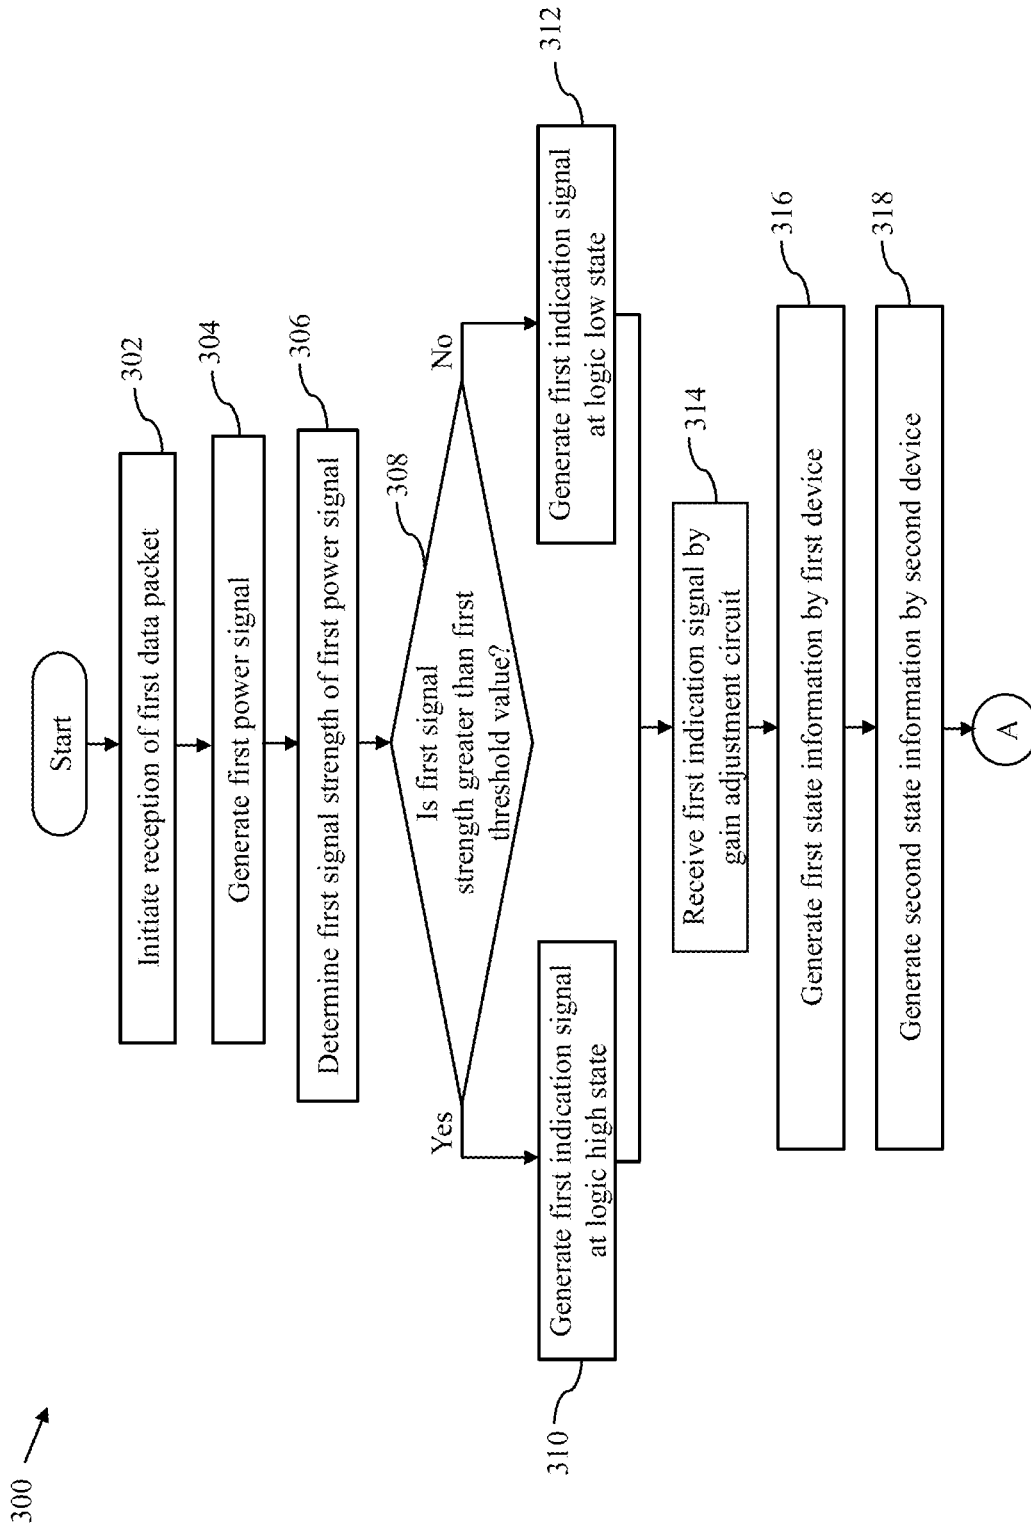 300
Start
Initiate reception of first data packet
302
Generate first power signal
304
Determine first signal strength of first power signal
306
Is first signal
strength greater than first
threshold value?
308
Yes
No
Generate first indication signal
at logic high state
310
Generate first indication signal
at logic low state
312
Receive first indication signal by
gain adjustment circuit
314
Generate first state information by first device
316
Generate second state information by second device
318
A